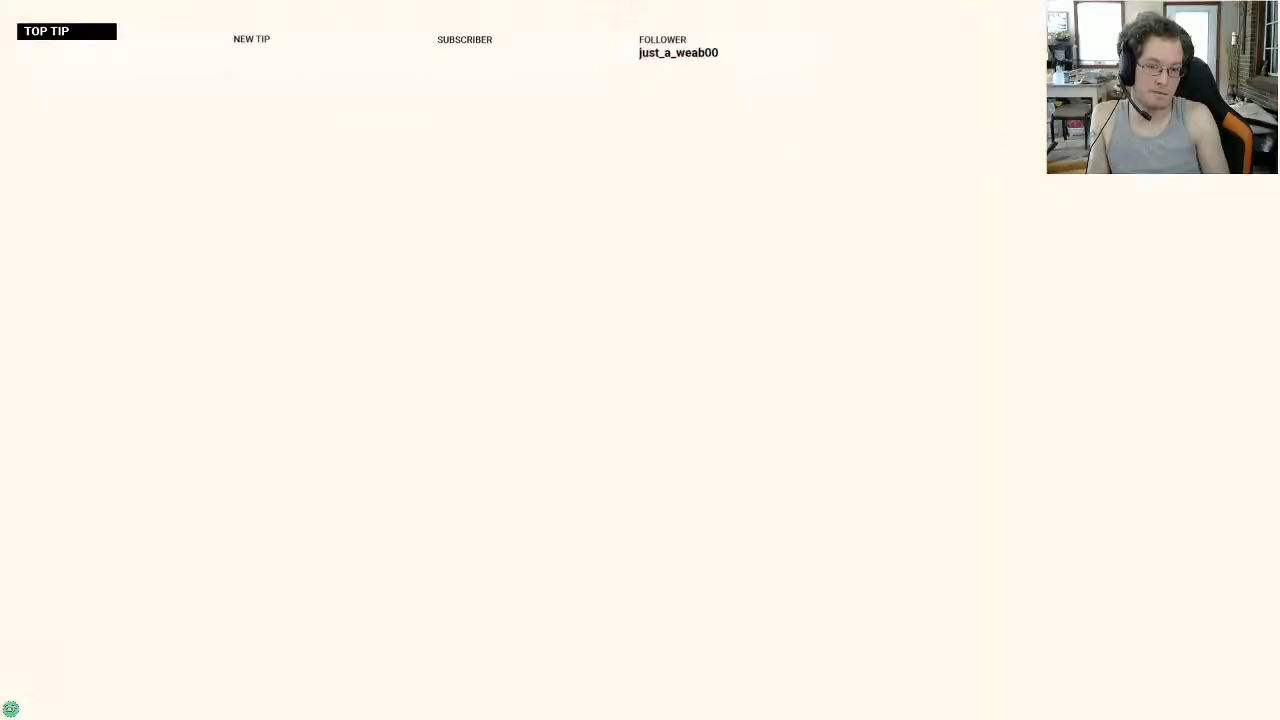 TOP TIP
NEW TIP
SUBSCRIBER
FOLLOWER
just_a_weab00